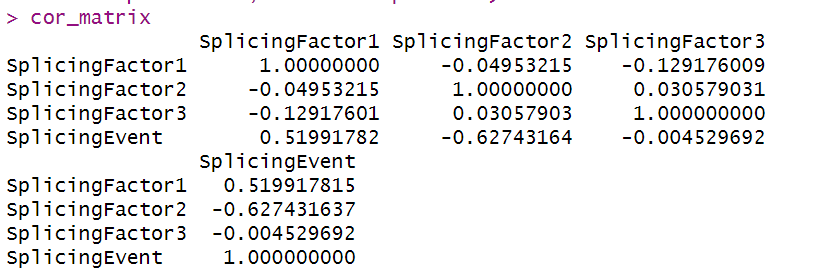 > cor_matrix
SplicingFactor1 SplicingFactor2 SplicingFactor3
SplicingFactor1 1.00000000 -0.04953215 -0.129176009
SplicingFactor2 -0.04953215 1.00000000 0.030579031
SplicingFactor3 -0.12917601 0.03057903 1.000000000
SplicingEvent 0.51991782 -0.62743164 -0.004529692
SplicingEvent
SplicingFactor1 0.519917815
SplicingFactor2 -0.627431637
SplicingFactor3 -0.004529692
SplicingEvent 1.000000000